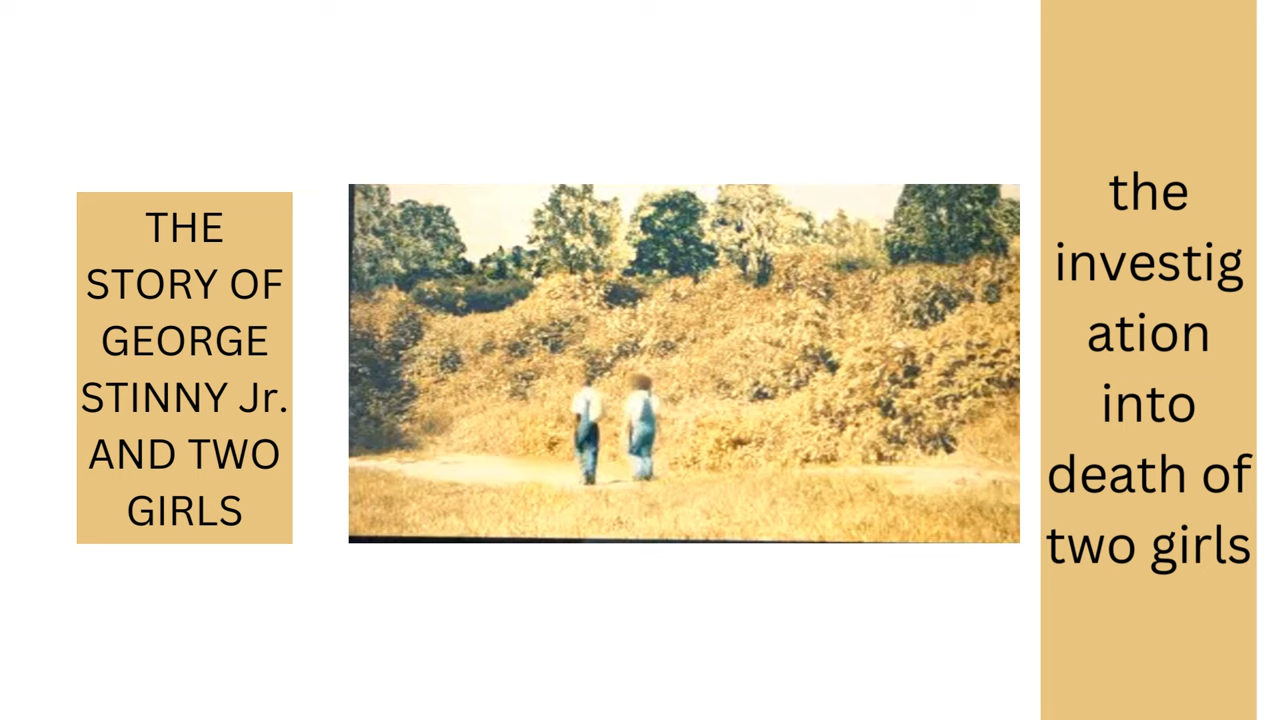 THE
STORY OF
GEORGE
STINNY Jr.
AND TWO
GIRLS
the
investig
ation
into
death of
two girls